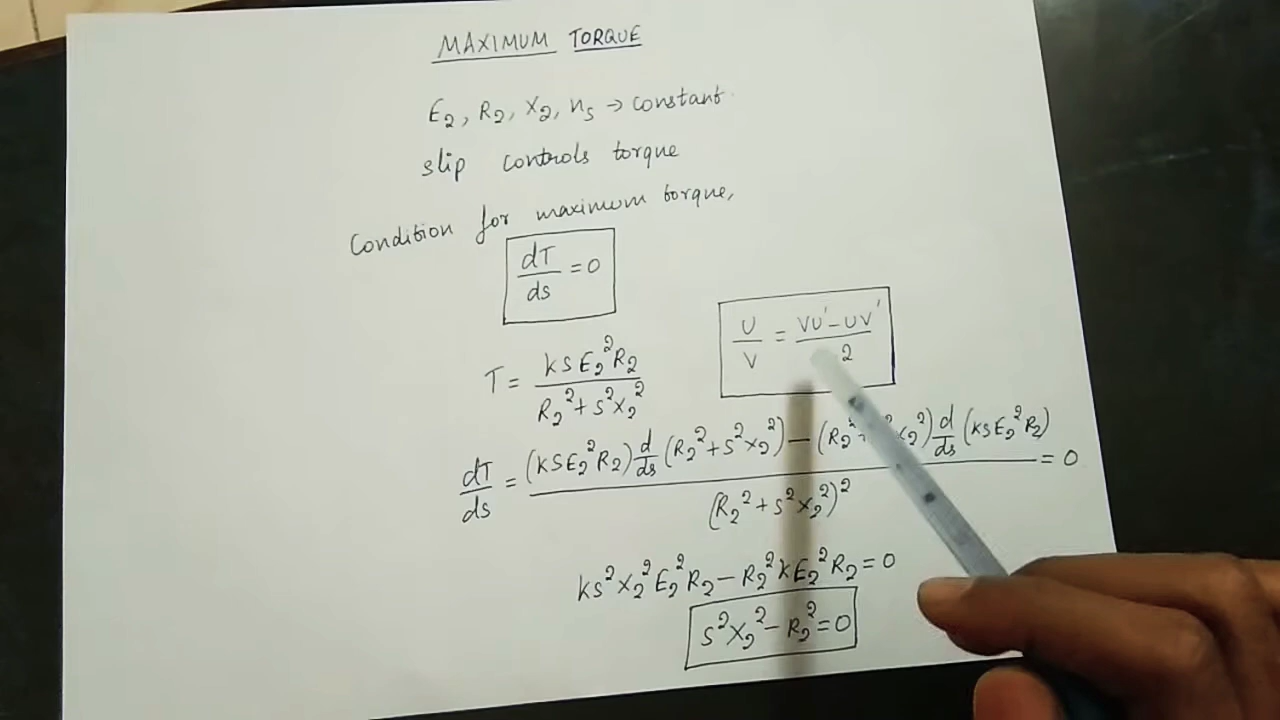 MAXIMUM TORQUE
E₂, R₂, X₂, nₛ → constant
slip controls torque
Condition for maximum torque,
dT/ds = 0
U/V = VU' - UV' / 2
T = kSE₂²R₂ / R₂² + s²x₂²
dT/ds = (kSE₂²R₂) d/ds (R₂² + s²x₂²) — (R₂² x₂²) d/ds (kSE₂²R₂) / (R₂² + s²x₂²)² = 0
ks²x₂²E₂²R₂ - R₂²kE₂²R₂ = 0
s²x₂² - R₂² = 0